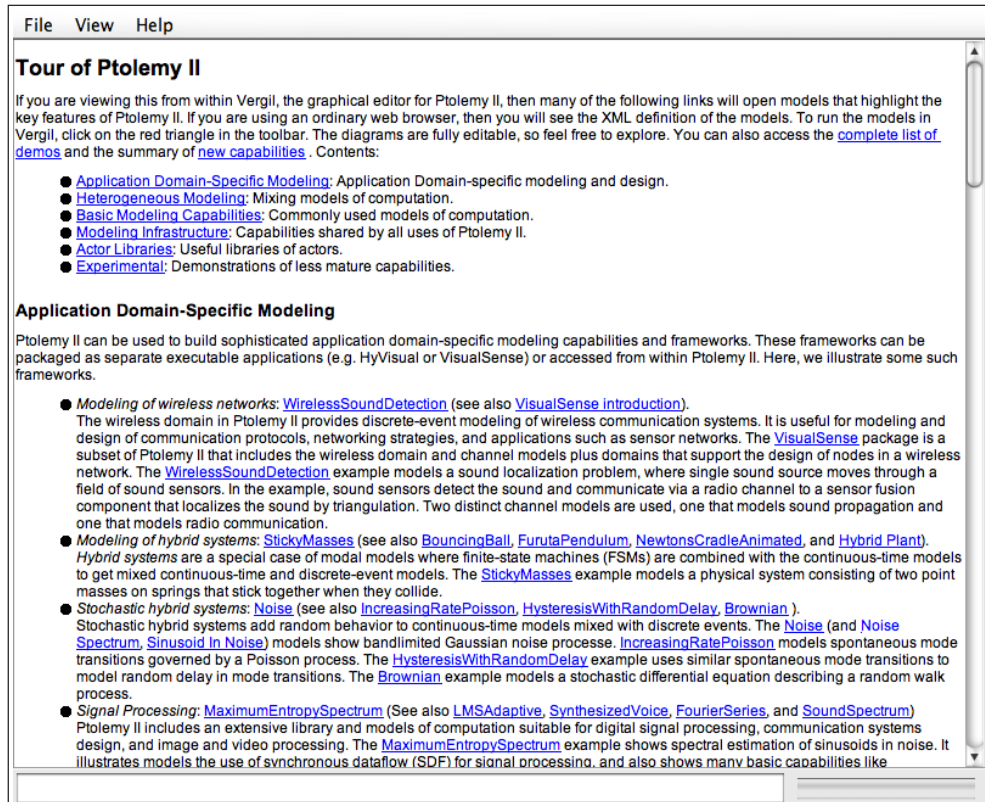 File View Help
Tour of Ptolemy II
If you are viewing this from within Vergil, the graphical editor for Ptolemy II, then many of the following links will open models that highlight the
key features of Ptolemy II. If you are using an ordinary web browser, then you will see the XML definition of the models. To run the models in
Vergil, click on the red triangle in the toolbar. The diagrams are fully editable, so feel free to explore. You can also access the complete list of
demos and the summary of new capabilities . Contents:
● Application Domain-Specific Modeling: Application Domain-specific modeling and design.
● Heterogeneous Modeling: Mixing models of computation.
● Basic Modeling Capabilities: Commonly used models of computation.
● Modeling Infrastructure: Capabilities shared by all uses of Ptolemy II.
● Actor Libraries: Useful libraries of actors.
● Experimental: Demonstrations of less mature capabilities.
Application Domain-Specific Modeling
Ptolemy II can be used to build sophisticated application domain-specific modeling capabilities and frameworks. These frameworks can be
packaged as separate executable applications (e.g. HyVisual or VisualSense) or accessed from within Ptolemy II. Here, we illustrate some such
frameworks.
● Modeling of wireless networks: WirelessSoundDetection (see also VisualSense introduction).
The wireless domain in Ptolemy II provides discrete-event modeling of wireless communication systems. It is useful for modeling and
design of communication protocols, networking strategies, and applications such as sensor networks. The VisualSense package is a
subset of Ptolemy II that includes the wireless domain and channel models plus domains that support the design of nodes in a wireless
network. The WirelessSoundDetection example models a sound localization problem, where single sound source moves through a
field of sound sensors. In the example, sound sensors detect the sound and communicate via a radio channel to a sensor fusion
component that localizes the sound by triangulation. Two distinct channel models are used, one that models sound propagation and
one that models radio communication.
● Modeling of hybrid systems: StickyMasses (see also BouncingBall, FurutaPendulum, NewtonsCradleAnimated, and Hybrid Plant).
Hybrid systems are a special case of modal models where finite-state machines (FSMs) are combined with the continuous-time models
to get mixed continuous-time and discrete-event models. The StickyMasses example models a physical system consisting of two point
masses on springs that stick together when they collide.
● Stochastic hybrid systems: Noise (see also IncreasingRatePoisson, HysteresisWithRandomDelay, Brownian ).
Stochastic hybrid systems add random behavior to continuous-time models mixed with discrete events. The Noise (and Noise
Spectrum, Sinusoid In Noise) models show bandlimited Gaussian noise processe. IncreasingRatePoisson models spontaneous mode
transitions governed by a Poisson process. The HysteresisWithRandomDelay example uses similar spontaneous mode transitions to
model random delay in mode transitions. The Brownian example models a stochastic differential equation describing a random walk
process.
● Signal Processing: MaximumEntropySpectrum (See also LMSAdaptive, SynthesizedVoice, FourierSeries, and SoundSpectrum)
Ptolemy II includes an extensive library and models of computation suitable for digital signal processing, communication systems
design, and image and video processing. The MaximumEntropySpectrum example shows spectral estimation of sinusoids in noise. It
illustrates models the use of synchronous dataflow (SDF) for signal processing, and also shows many basic capabilities like